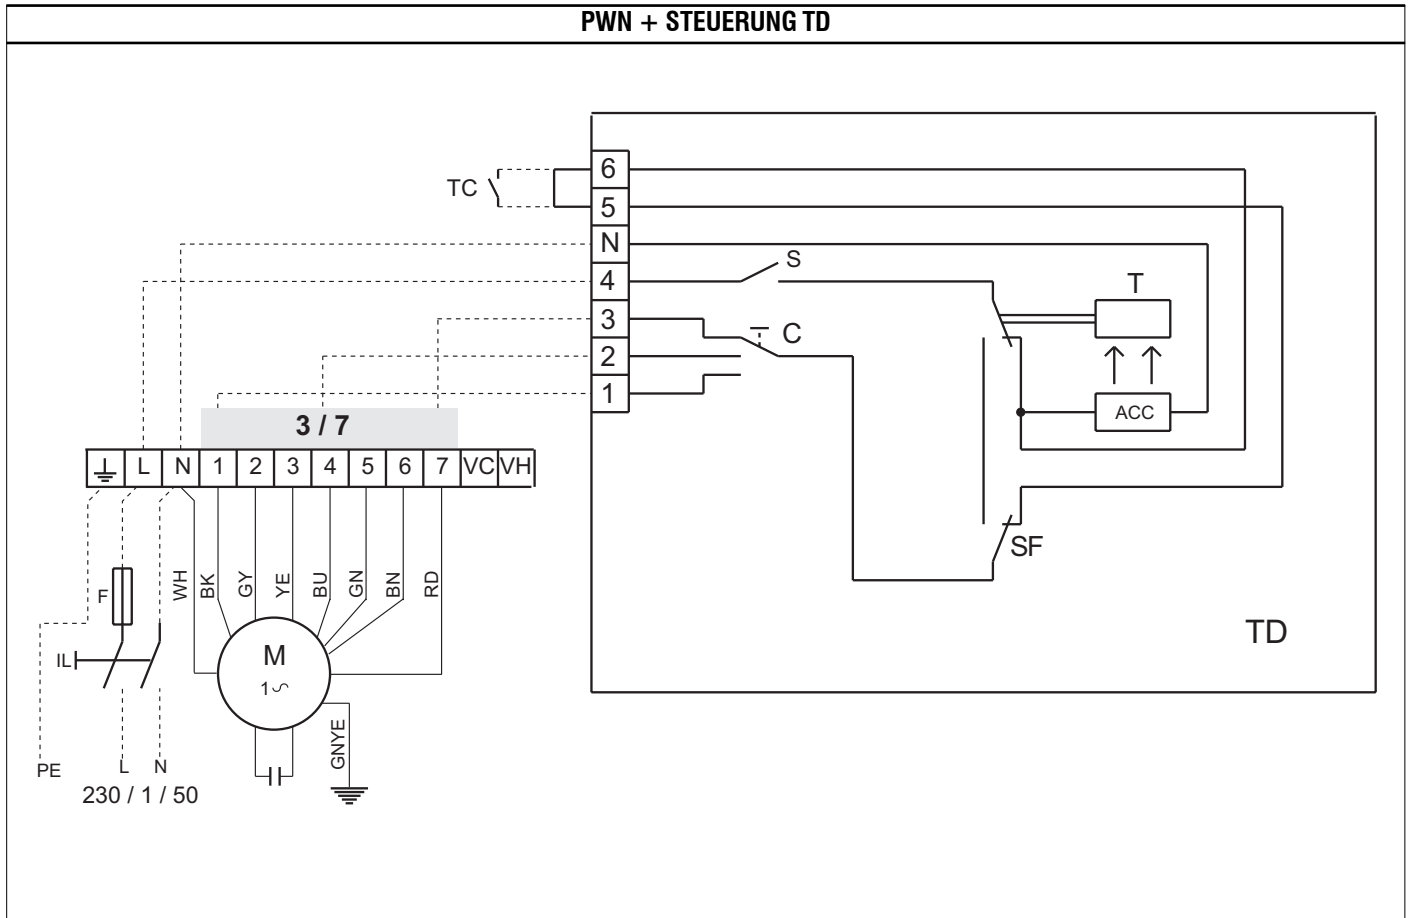 PWN + STEUERUNG TD
TC
6
5
N
4
3
2
1
S
C
T
ACC
SF
TD
3 / 7
L N 1 2 3 4 5 6 7 VC VH
WH BK GY YE BU GN BN RD
F
IL
M
1
GNYE
PE L N
230 / 1 / 50